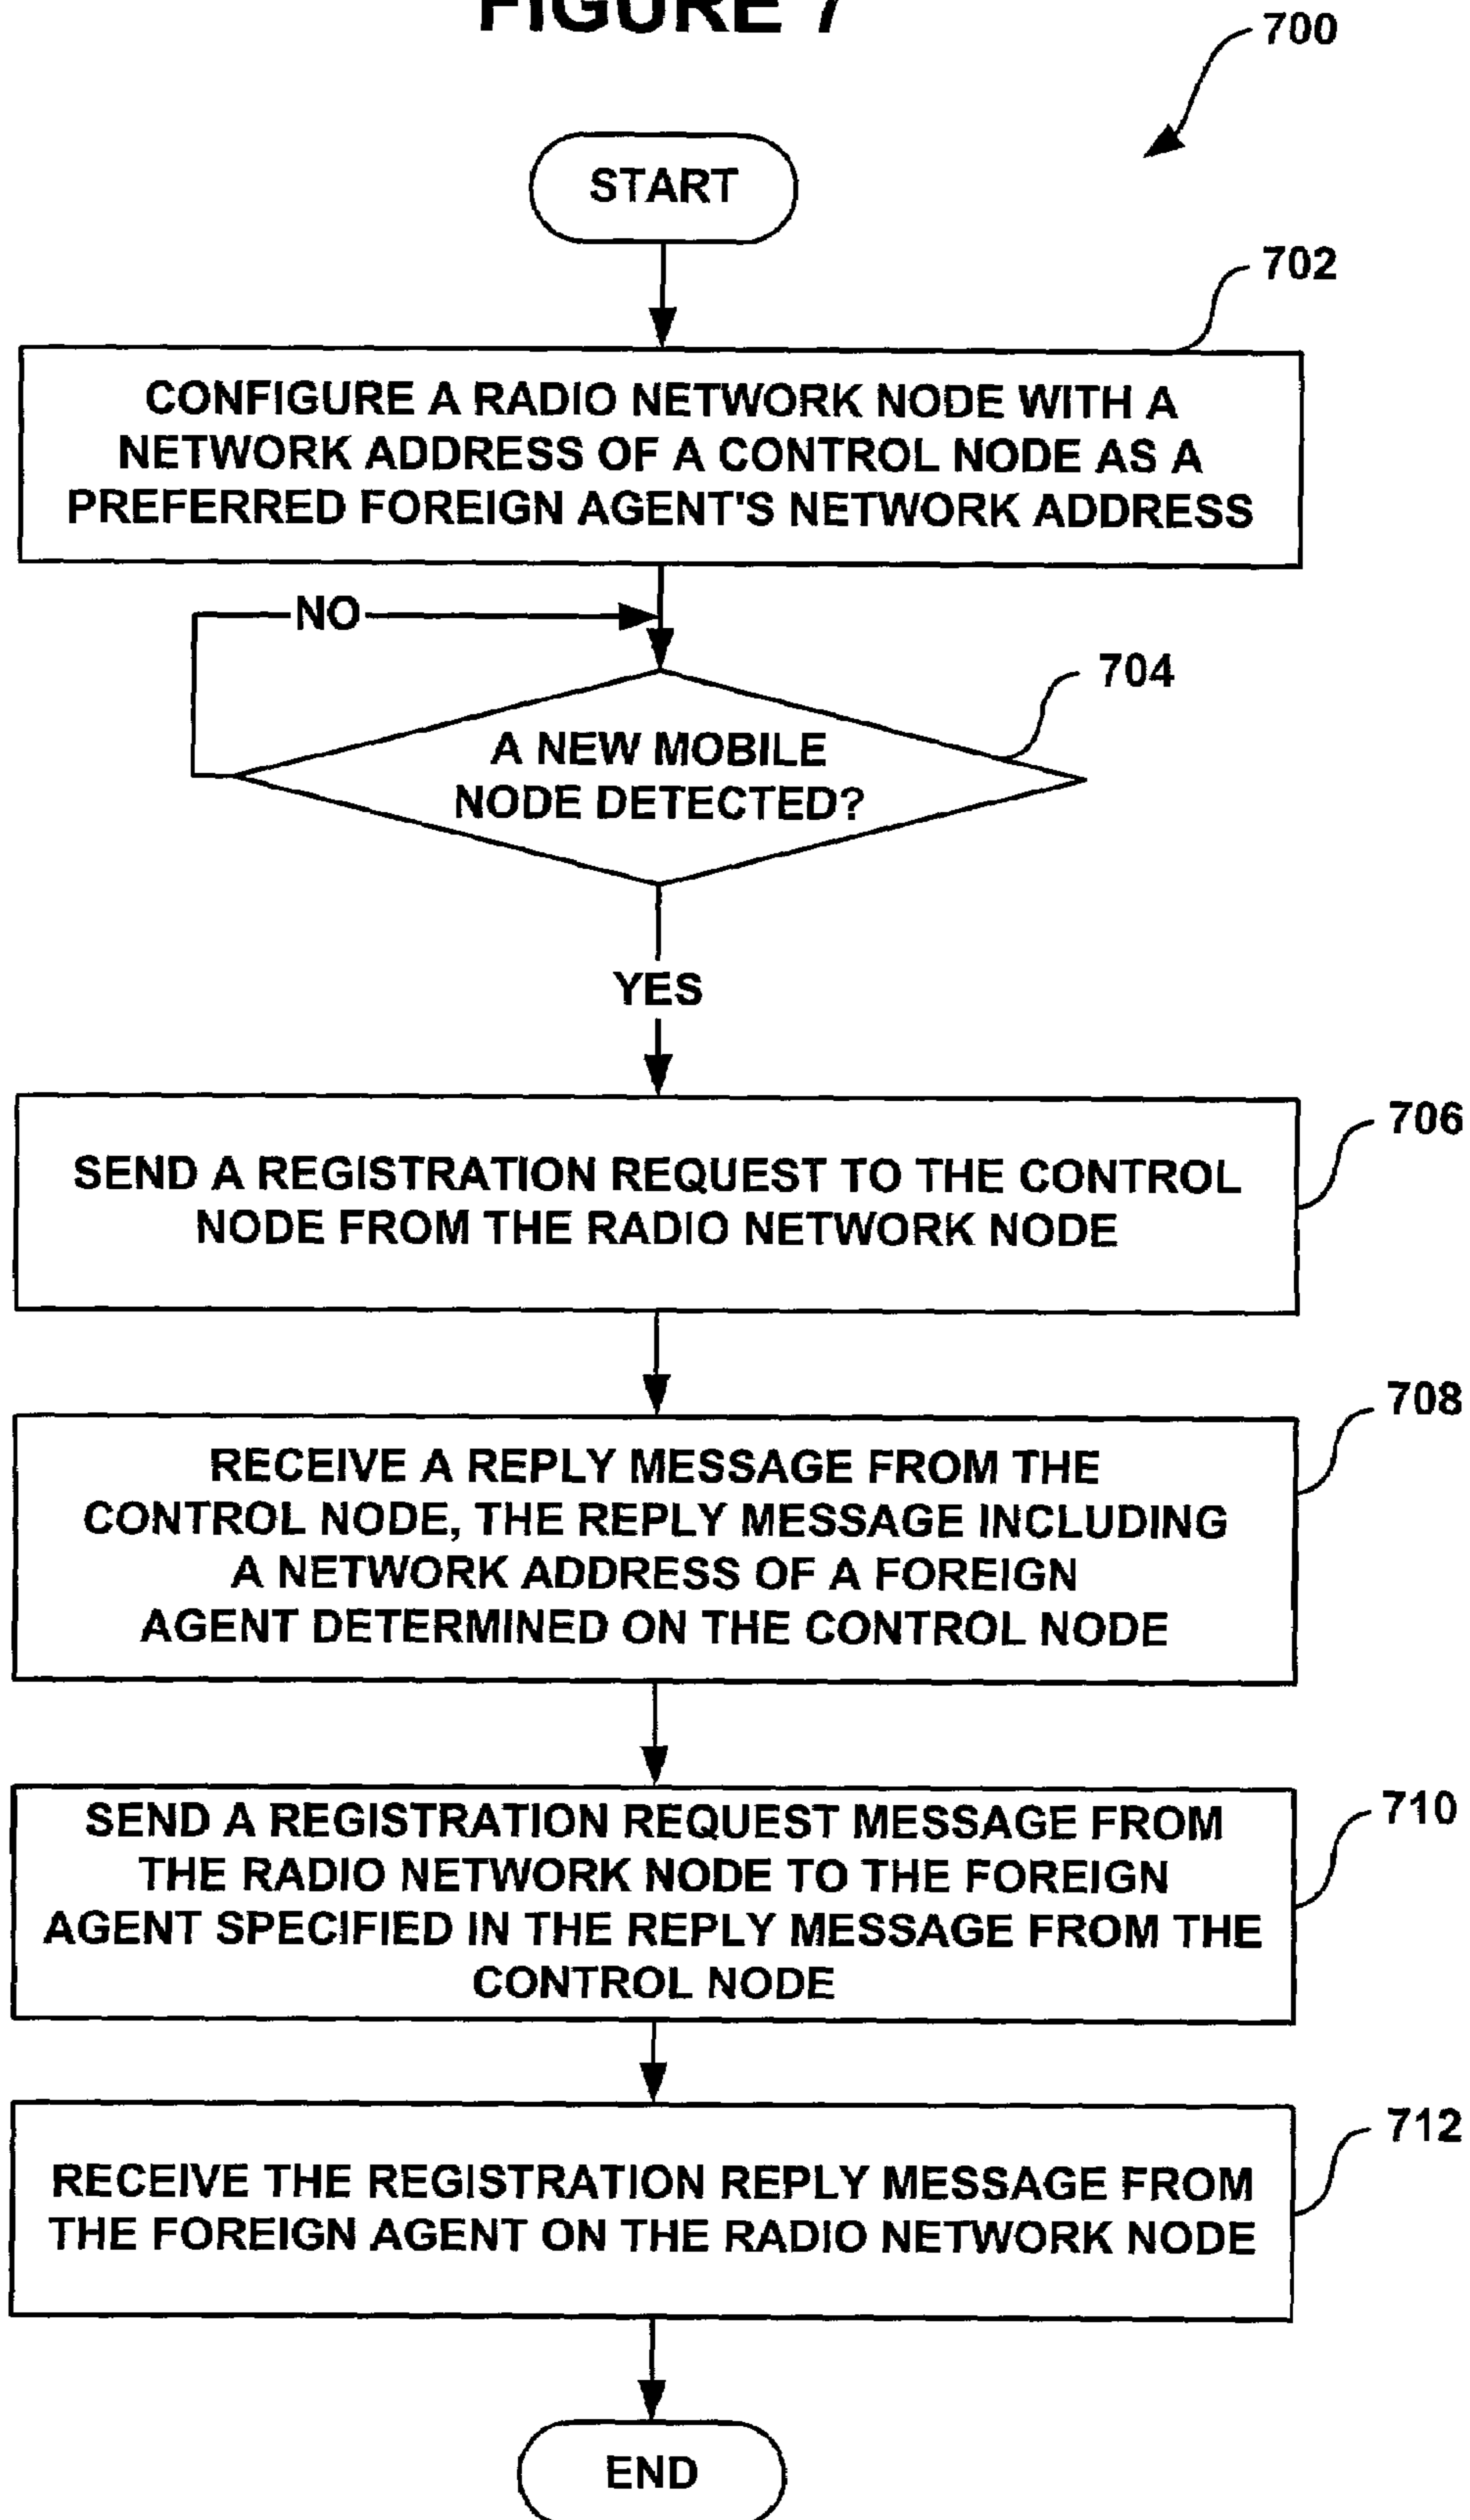 FIGURE 7
700
START
702
CONFIGURE A RADIO NETWORK NODE WITH A
NETWORK ADDRESS OF A CONTROL NODE AS A
PREFERRED FOREIGN AGENT'S NETWORK ADDRESS
NO
704
A NEW MOBILE
NODE DETECTED?
YES
706
SEND A REGISTRATION REQUEST TO THE CONTROL
NODE FROM THE RADIO NETWORK NODE
708
RECEIVE A REPLY MESSAGE FROM THE
CONTROL NODE, THE REPLY MESSAGE INCLUDING
A NETWORK ADDRESS OF A FOREIGN
AGENT DETERMINED ON THE CONTROL NODE
710
SEND A REGISTRATION REQUEST MESSAGE FROM
THE RADIO NETWORK NODE TO THE FOREIGN
AGENT SPECIFIED IN THE REPLY MESSAGE FROM THE
CONTROL NODE
712
RECEIVE THE REGISTRATION REPLY MESSAGE FROM
THE FOREIGN AGENT ON THE RADIO NETWORK NODE
END